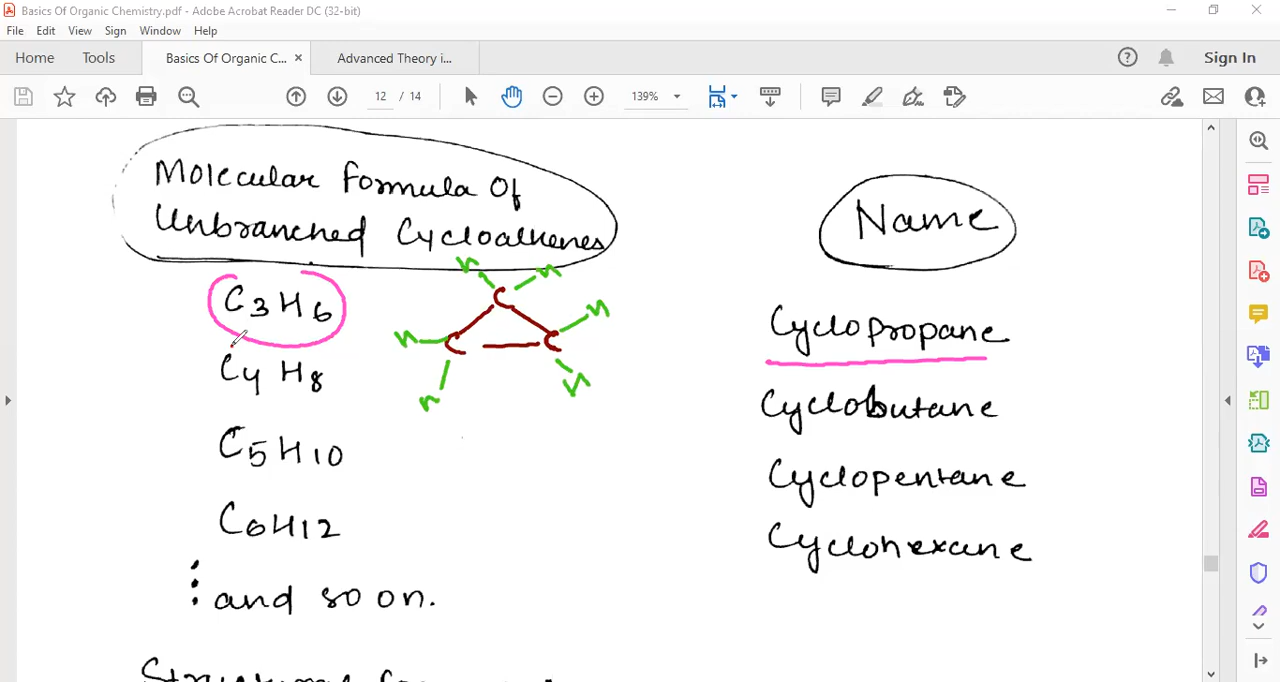 Basics Of Organic Chemistry.pdf - Adobe Acrobat Reader DC (32-bit)
File Edit View Sign Window Help
Home Tools Basics Of Organic C... × Advanced Theory i... Sign In
12 / 14 139%
Molecular Formula Of
Unbranched Cycloalkenes
Name
C3H6
Cyclopropane
C4H8
Cyclobutane
C5H10
Cyclopentane
C6H12
Cyclohexane
: and so on.
H H
C
H C C H
H H